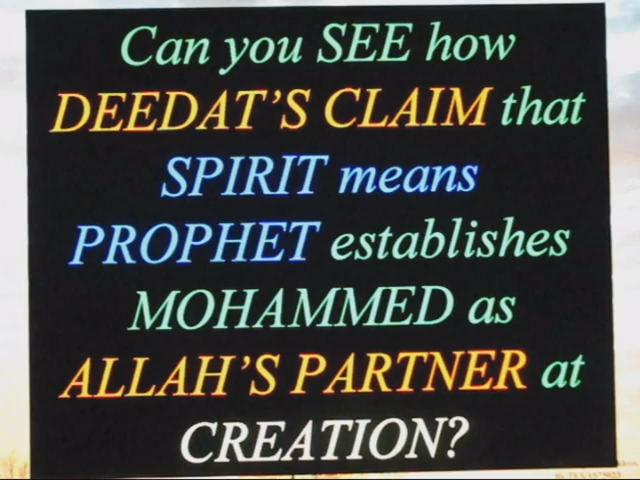 Can you SEE how
DEEDAT'S CLAIM that
SPIRIT means
PROPHET establishes
MOHAMMED as
ALLAH'S PARTNER at
CREATION?